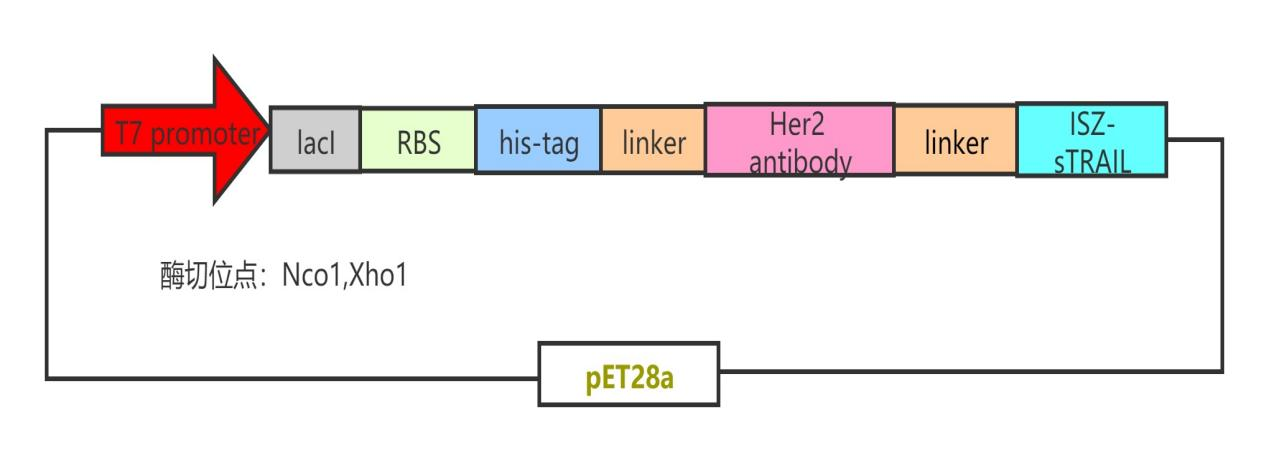 T7 promoter
lacI
RBS
his-tag
linker
Her2
antibody
linker
ISZ-
sTRAIL
酶切位点：Nco1,Xho1
pET28a